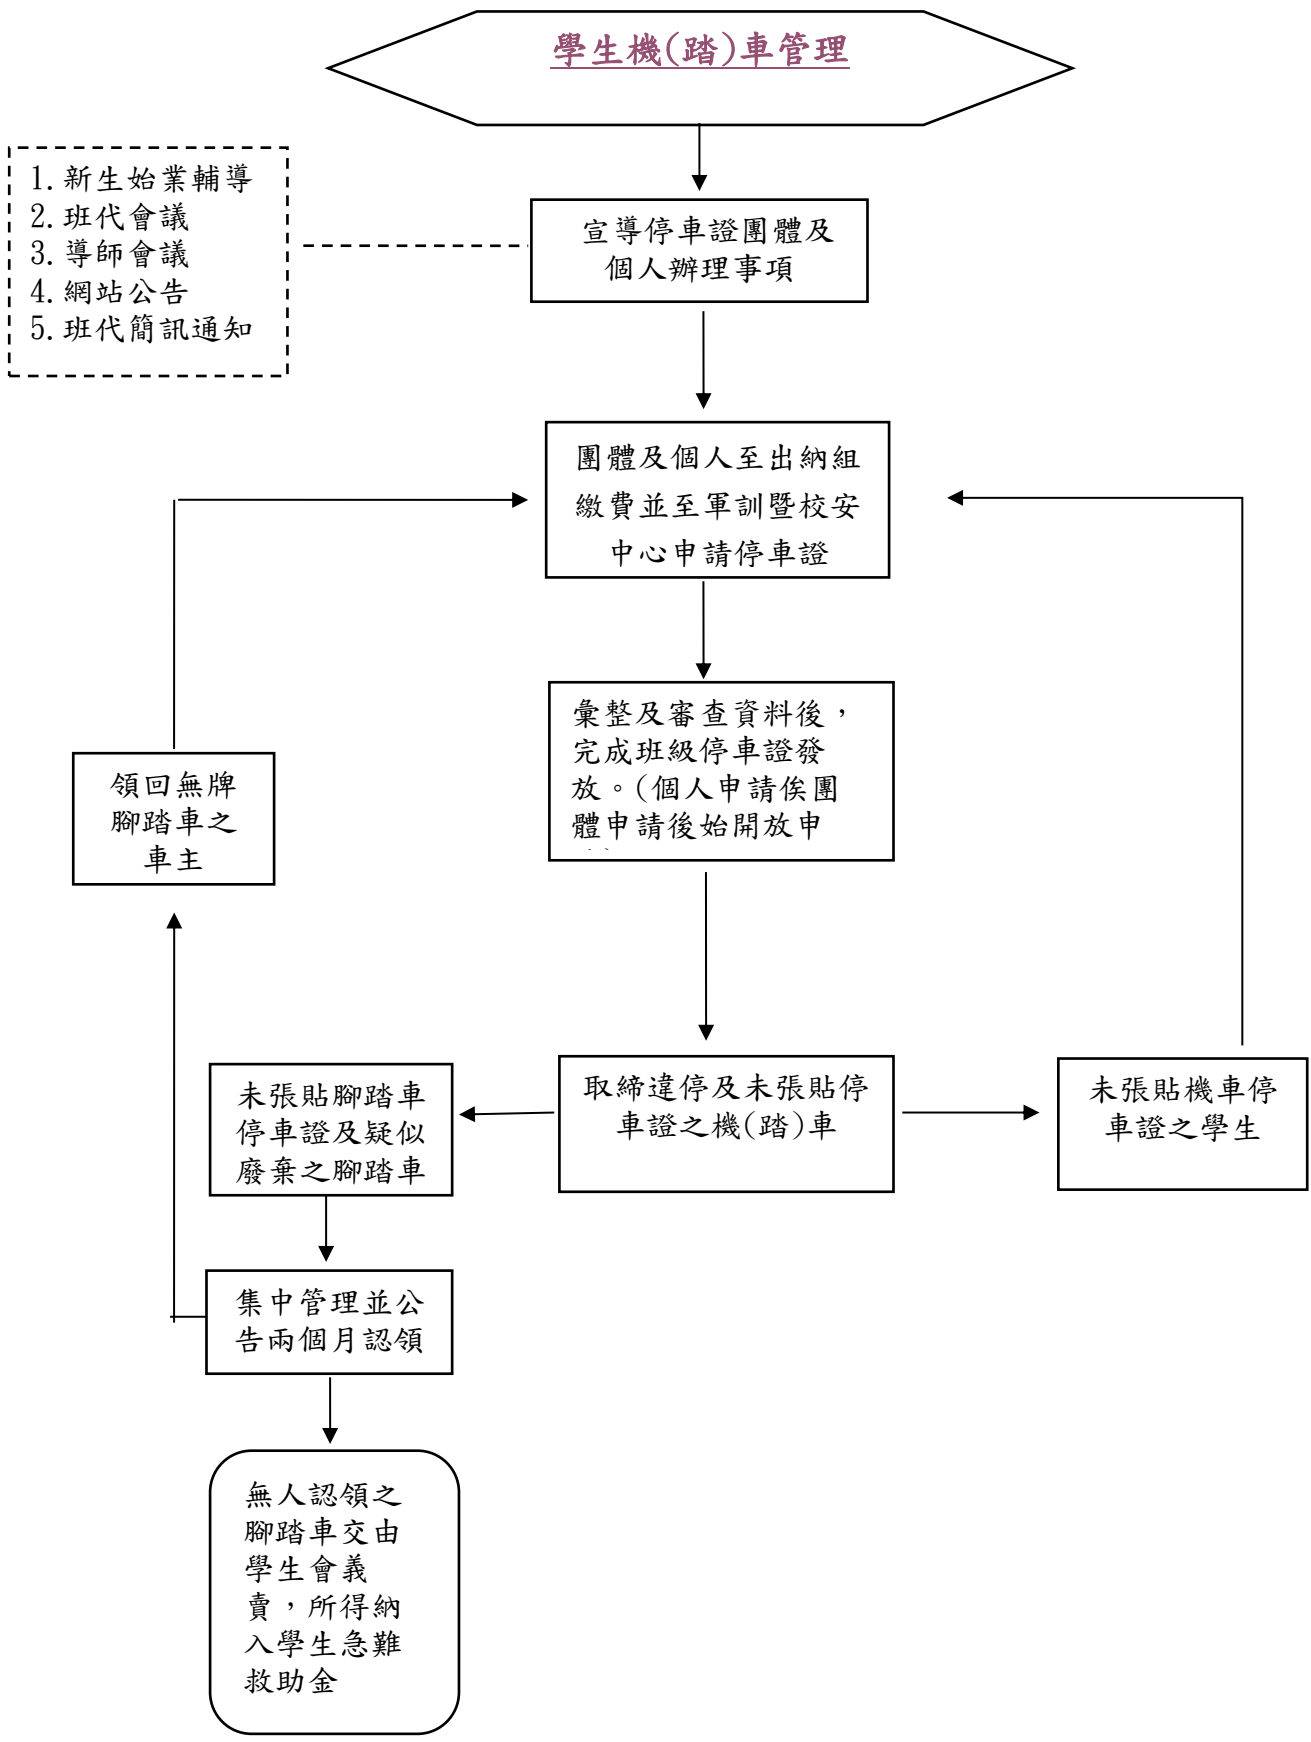 學生機(踏)車管理
1.新生始業輔導
2.班代會議
3.導師會議
4.網站公告
5.班代簡訊通知
宣導停車證團體及
個人辦理事項
團體及個人至出納組
繳費並至軍訓暨校安
中心申請停車證
彙整及審查資料後，
完成班級停車證發
放。(個人申請俟團
體申請後始開放申
領回無牌
腳踏車之
車主
未張貼腳踏車
停車證及疑似
廢棄之腳踏車
取締違停及未張貼停
車證之機(踏)車
未張貼機車停
車證之學生
集中管理並公
告兩個月認領
無人認領之
腳踏車交由
學生會義
賣，所得納
入學生急難
救助金